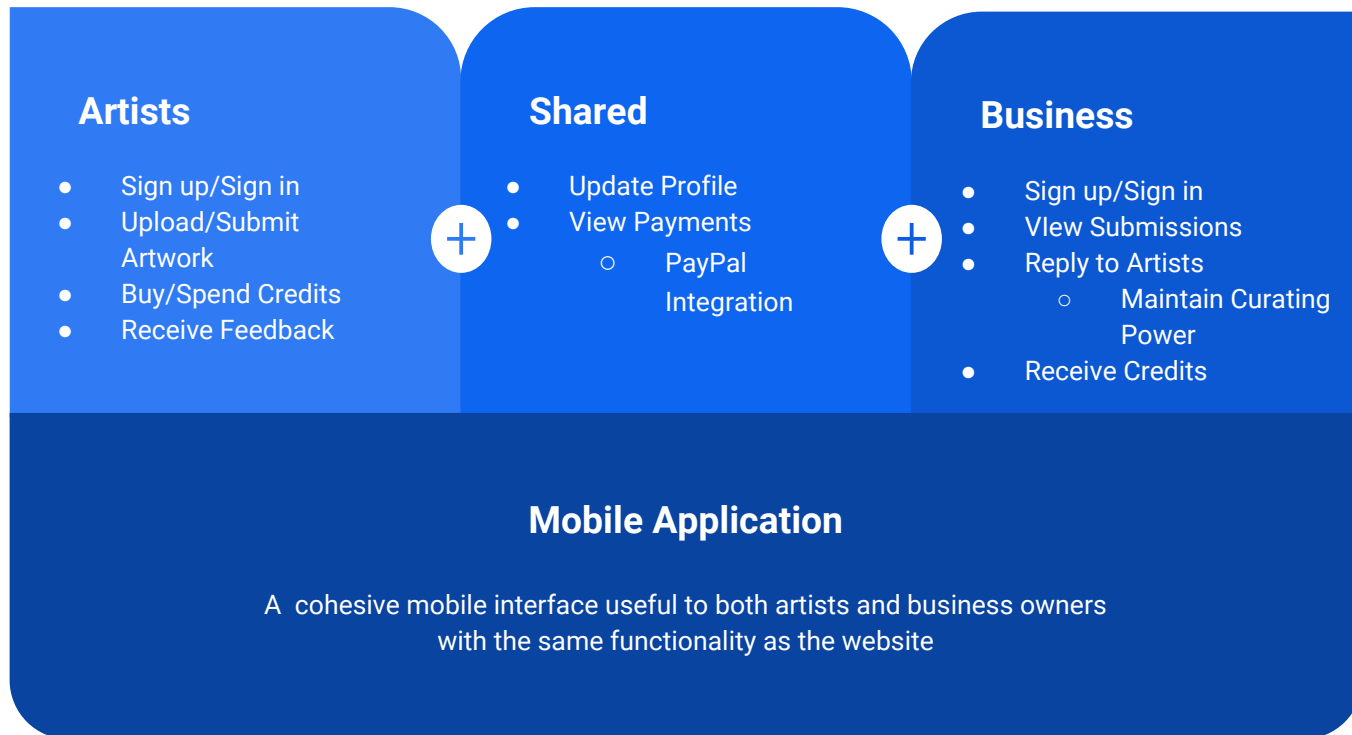 Artists
● Sign up/Sign in
● Upload/Submit
Artwork
● Buy/Spend Credits
● Receive Feedback
Shared
● Update Profile
● View Payments
○ PayPal
Integration
Business
● Sign up/Sign in
● VIew Submissions
● Reply to Artists
○ Maintain Curating
Power
● Receive Credits
Mobile Application
A cohesive mobile interface useful to both artists and business owners
with the same functionality as the website